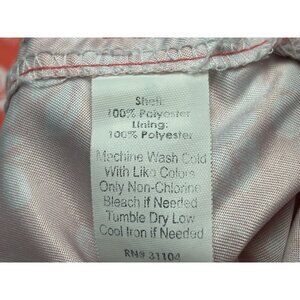 Shell:
100% Polyester
Lining:
100% Polyester
Machine Wash Cold
With Like Colors
Only Non-Chlorine
Bleach if Needed
Tumble Dry Low
Cool Iron if Needed
RN# 31104